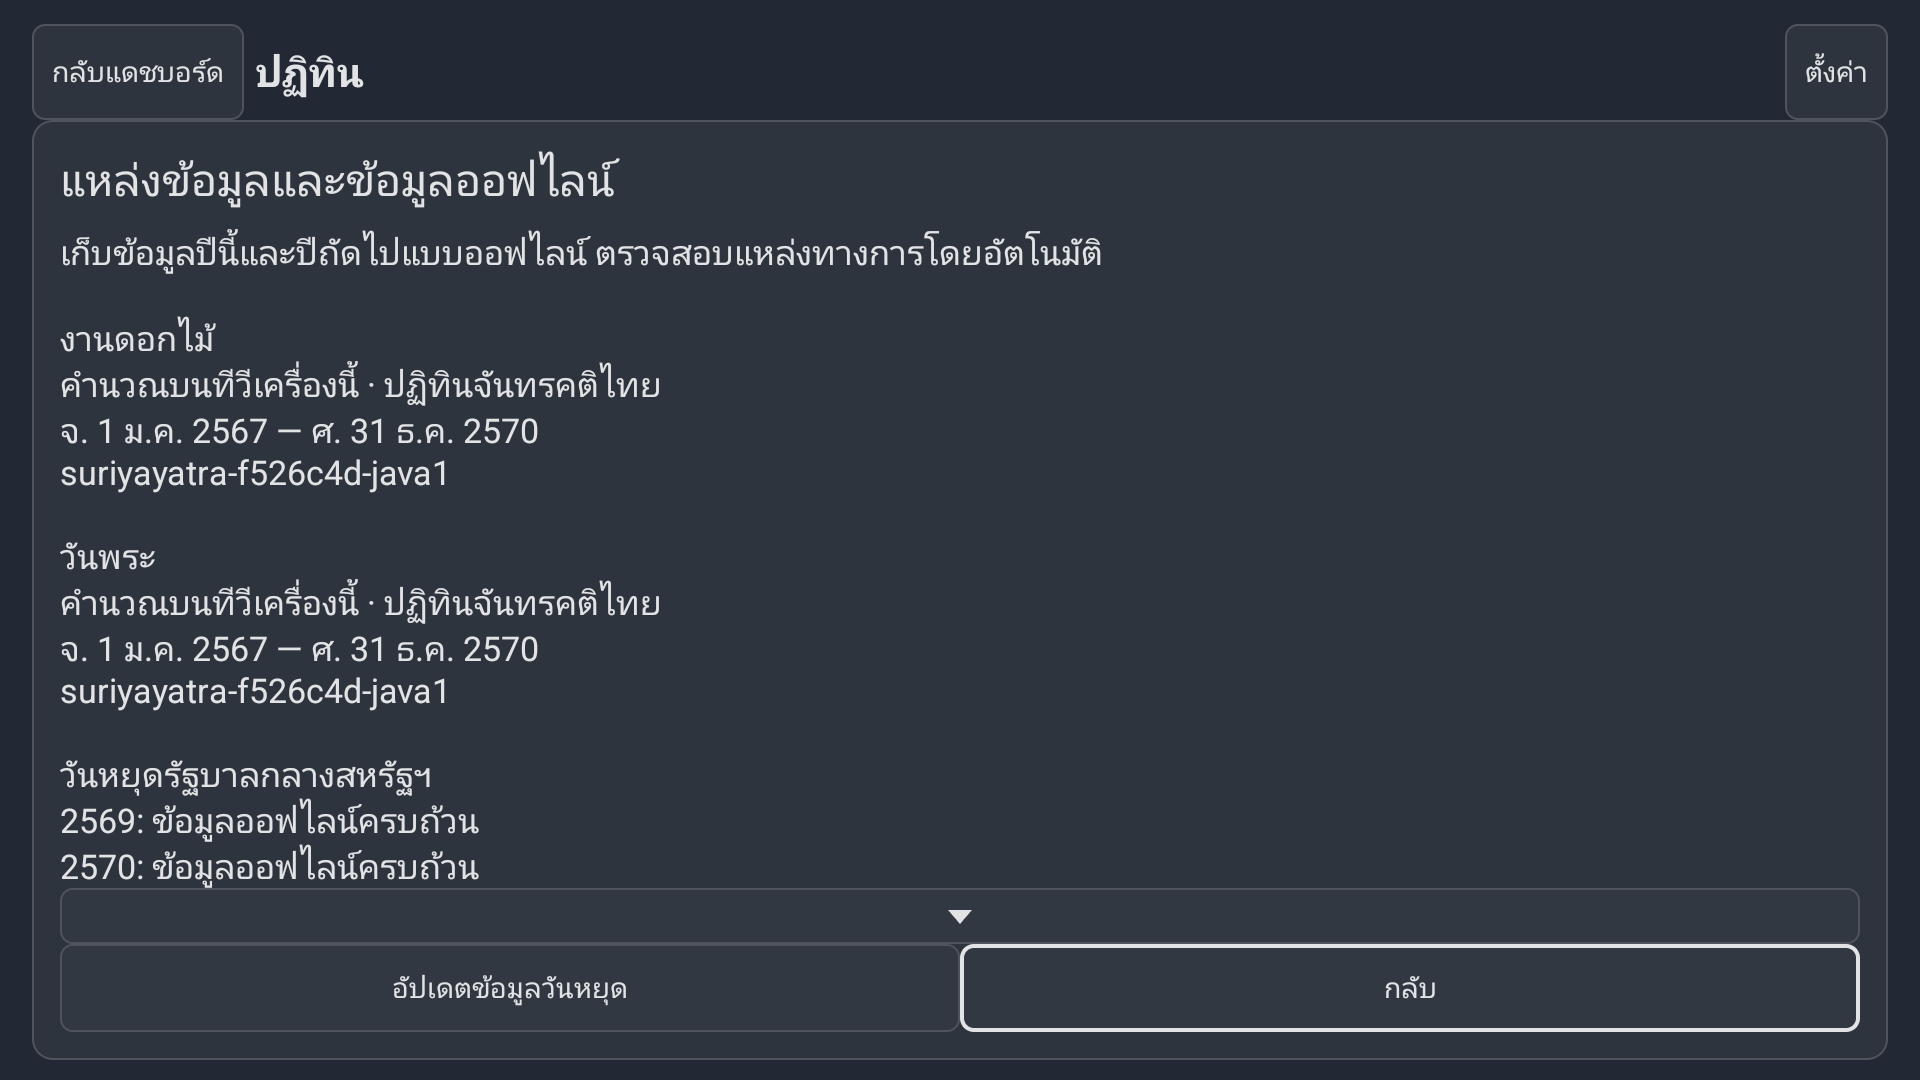 กลับแดชบอร์ด
ปฏิทิน
ตั้งค่า
แหล่งข้อมูลและข้อมูลออฟไลน์
เก็บข้อมูลปีนี้และปีถัดไปแบบออฟไลน์ ตรวจสอบแหล่งทางการโดยอัตโนมัติ
งานดอกไม้
คำนวณบนทีวีเครื่องนี้ · ปฏิทินจันทรคติไทย
จ. 1 ม.ค. 2567 — ศ. 31 ธ.ค. 2570
suriyayatra-f526c4d-java1
วันพระ
คำนวณบนทีวีเครื่องนี้ · ปฏิทินจันทรคติไทย
จ. 1 ม.ค. 2567 — ศ. 31 ธ.ค. 2570
suriyayatra-f526c4d-java1
วันหยุดรัฐบาลกลางสหรัฐฯ
2569: ข้อมูลออฟไลน์ครบถ้วน
2570: ข้อมูลออฟไลน์ครบถ้วน
อัปเดตข้อมูลวันหยุด
กลับ